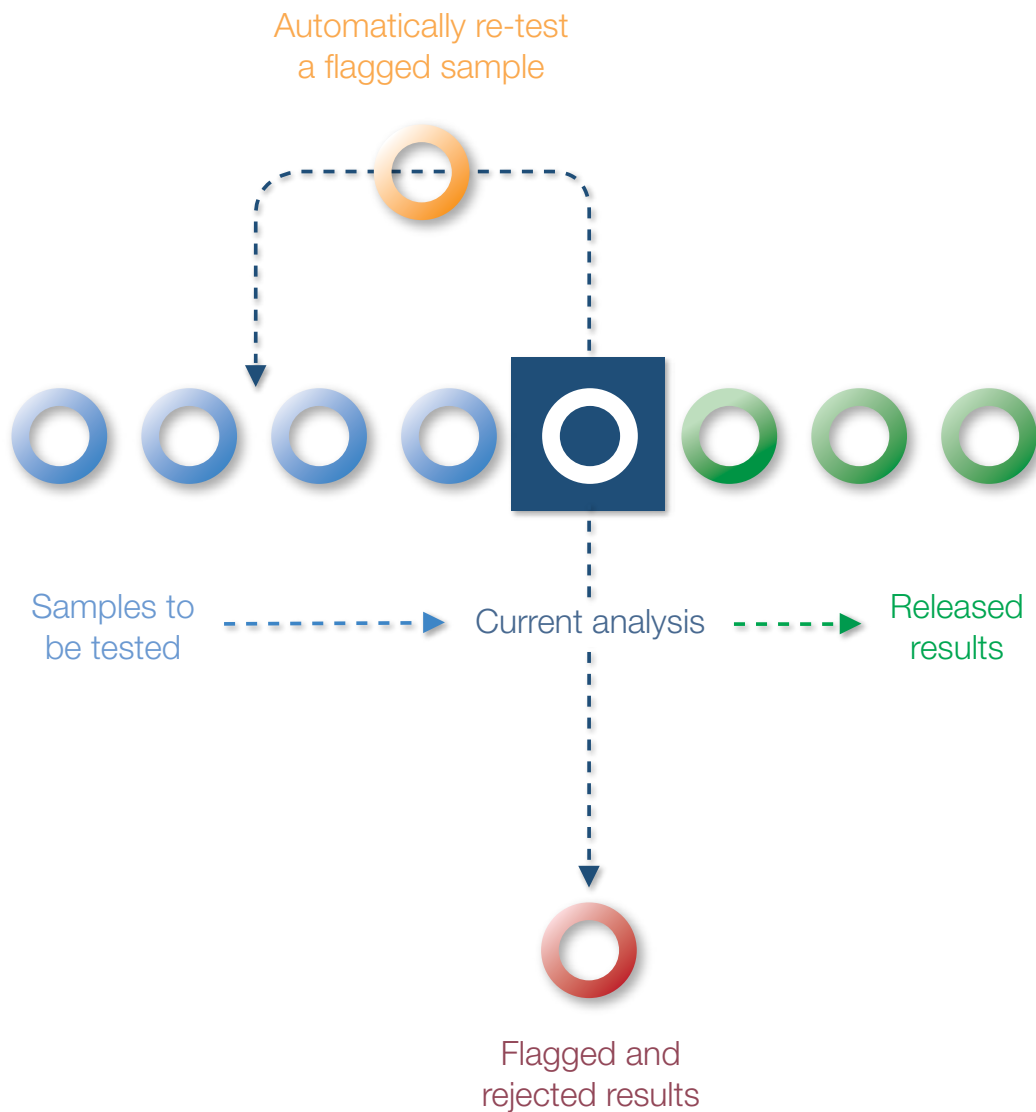 Automatically re-test
a flagged sample
Samples to
be tested
Current analysis
Released
results
Flagged and
rejected results